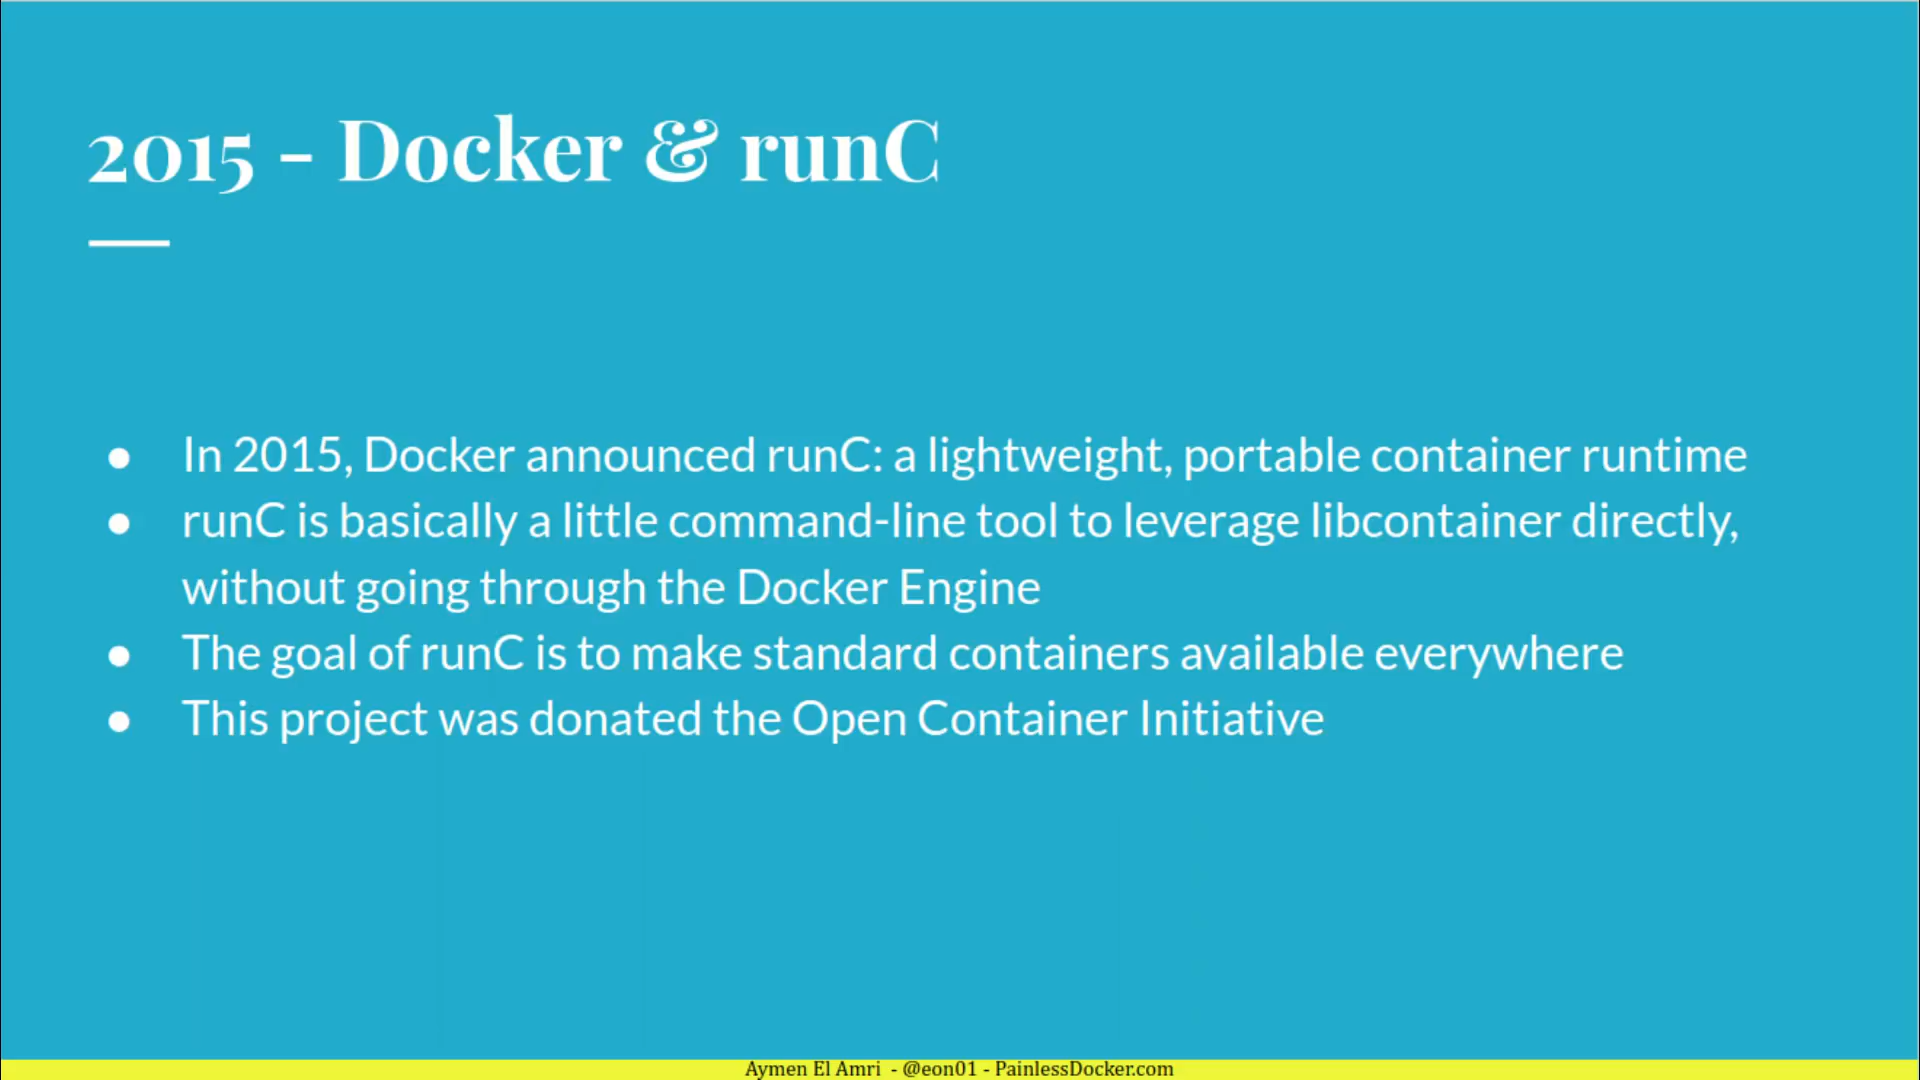 2015 - Docker & runC
● In 2015, Docker announced runC: a lightweight, portable container runtime
● runC is basically a little command-line tool to leverage libcontainer directly,
without going through the Docker Engine
● The goal of runC is to make standard containers available everywhere
● This project was donated the Open Container Initiative
Aymen El Amri - @eon01 - PainlessDocker.com